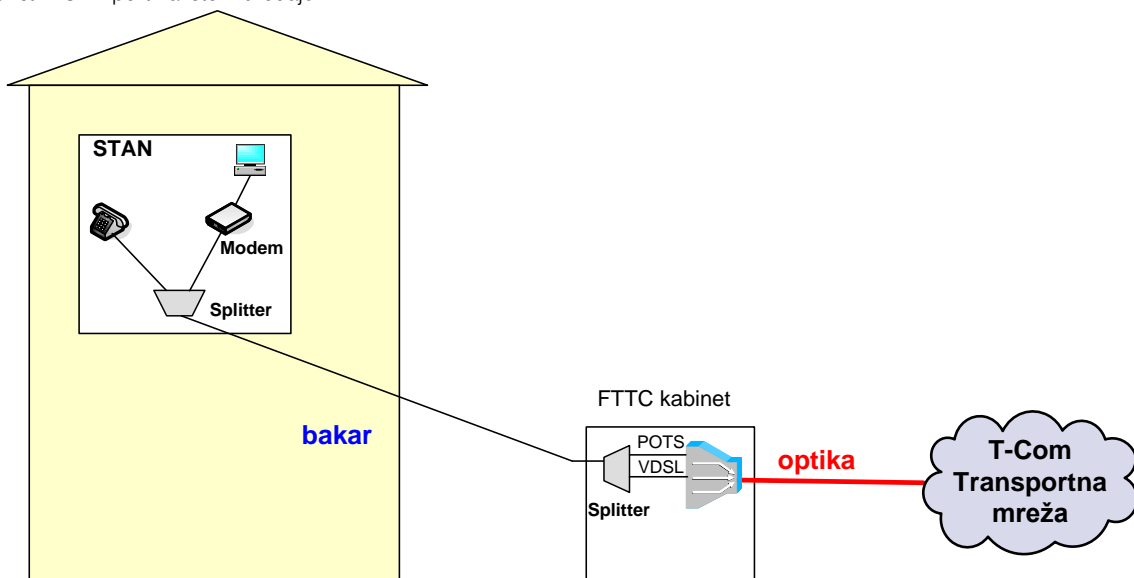 STAN
Modem
Splitter
bakar
FTTC kabinet
POTS
VDSL
Splitter
optika
T-Com
Transportna
mreža